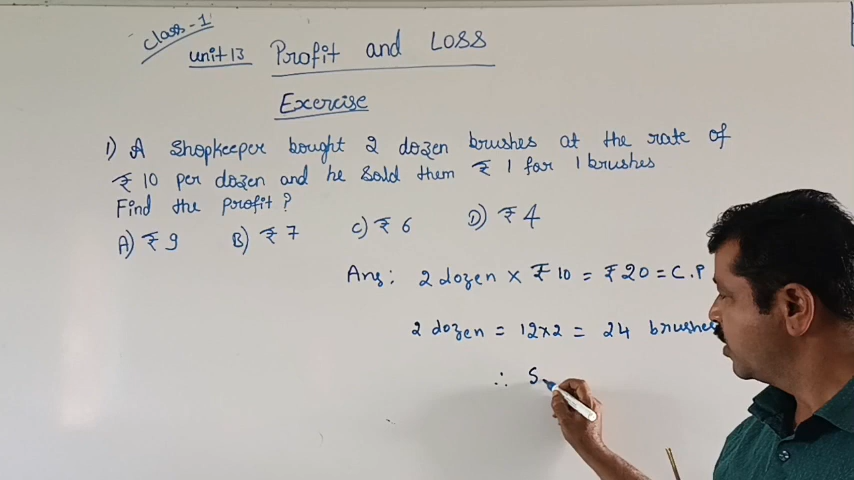 class-1
unit 13 Profit and LOSS
Exercise
1) A Shopkeeper bought 2 dozen brushes at the rate of
₹ 10 per dozen and he sold them ₹ 1 for 1 brushes
Find the profit?
A) ₹ 9 B) ₹ 7 C) ₹ 6 D) ₹ 4
Ans: 2 dozen × ₹ 10 = ₹ 20 = C.P
2 dozen = 12×2 = 24 brushes
∴ S